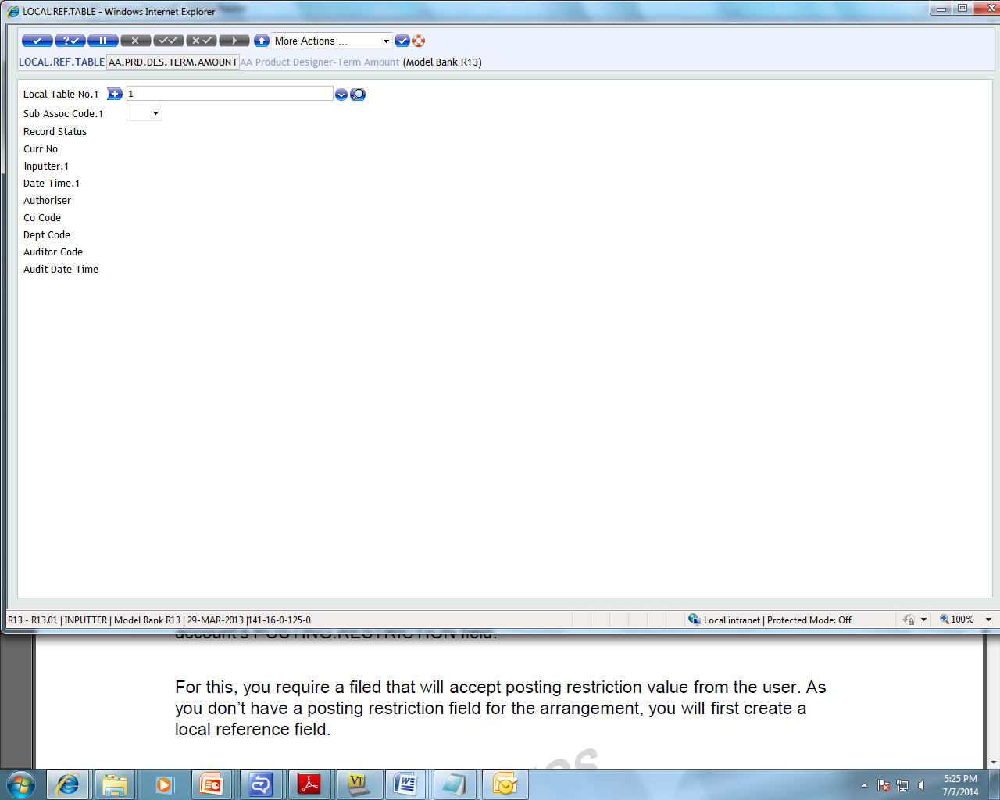 LOCAL.REF.TABLE - Windows Internet Explorer
More Actions ...
LOCAL.REF.TABLE AA.PRD.DES.TERM.AMOUNT AA Product Designer-Term Amount (Model Bank R13)
Local Table No.1 1
Sub Assoc Code.1
Record Status
Curr No
Inputter.1
Date Time.1
Authoriser
Co Code
Dept Code
Auditor Code
Audit Date Time
R13 - R13.01 | INPUTTER | Model Bank R13 | 29-MAR-2013 |141-16-0-125-0 Local intranet | Protected Mode: Off 100%
account's POSTING.RESTRICTION field.
For this, you require a filed that will accept posting restriction value from the user. As
you don't have a posting restriction field for the arrangement, you will first create a
local reference field.
5:25 PM
7/7/2014